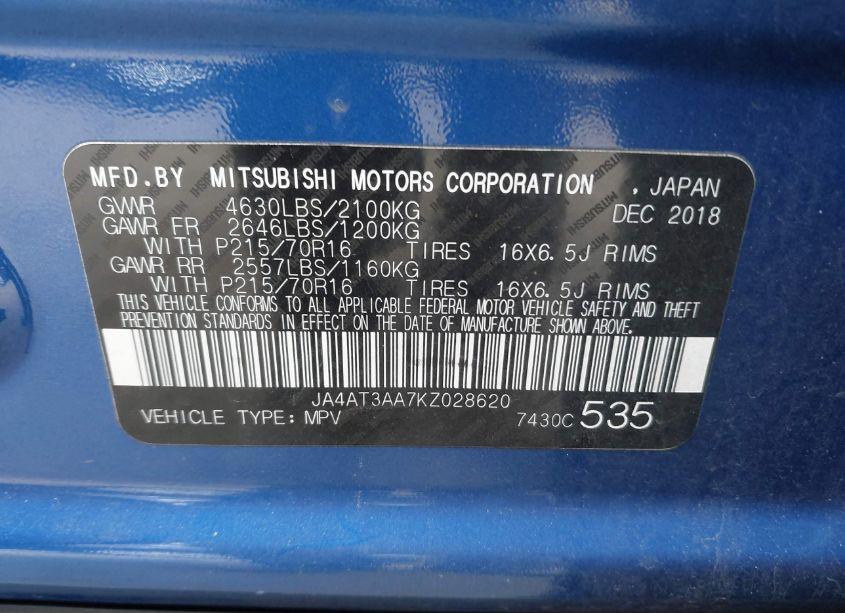 MFD.BY MITSUBISHI MOTORS CORPORATION , JAPAN
GVWR 4630LBS/2100KG DEC 2018
GAWR FR 2646LBS/1200KG
WITH P215/70R16 TIRES 16X6.5J RIMS
GAWR RR 2557LBS/1160KG
WITH P215/70R16 TIRES 16X6.5J RIMS
THIS VEHICLE CONFORMS TO ALL APPLICABLE FEDERAL MOTOR VEHICLE SAFETY AND THEFT
PREVENTION STANDARDS IN EFFECT ON THE DATE OF MANUFACTURE SHOWN ABOVE.
JA4AT3AA7KZ028620
VEHICLE TYPE: MPV 7430C 535